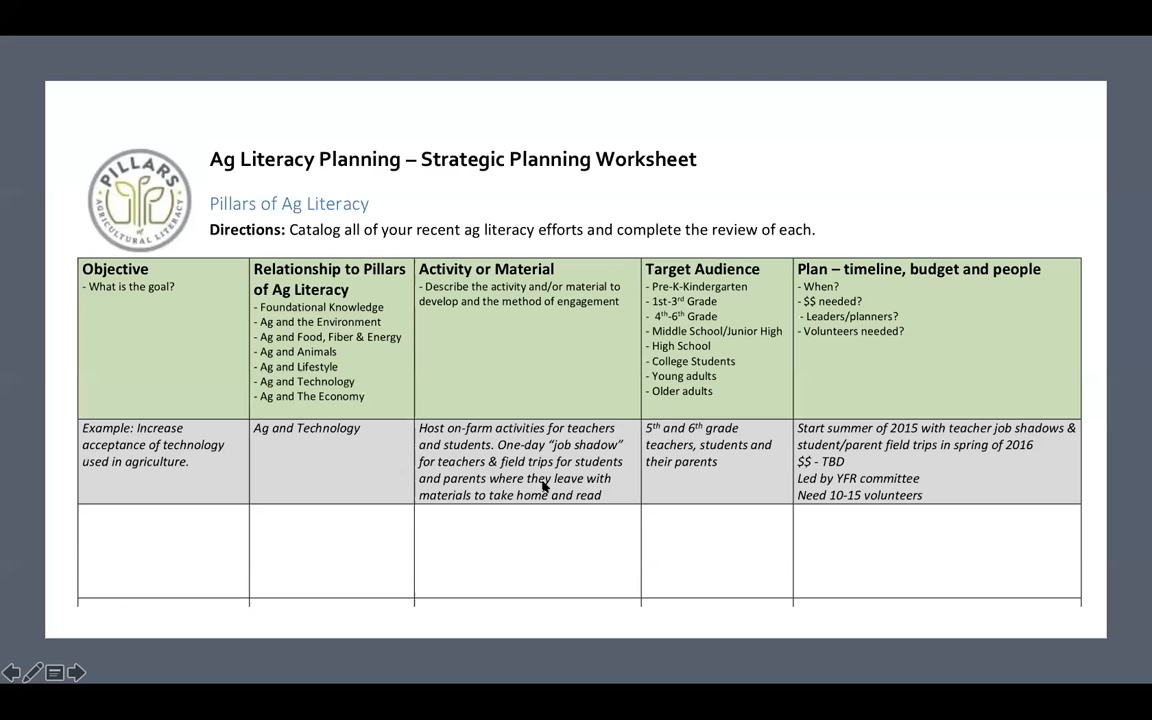 PILLARS
of
AGRICULTURAL LITERACY
Ag Literacy Planning – Strategic Planning Worksheet
Pillars of Ag Literacy
Directions: Catalog all of your recent ag literacy efforts and complete the review of each.
Objective
- What is the goal?
Relationship to Pillars
of Ag Literacy
- Foundational Knowledge
- Ag and the Environment
- Ag and Food, Fiber & Energy
- Ag and Animals
- Ag and Lifestyle
- Ag and Technology
- Ag and The Economy
Activity or Material
- Describe the activity and/or material to
develop and the method of engagement
Target Audience
- Pre-K-Kindergarten
- 1st-3rd Grade
- 4th-6th Grade
- Middle School/Junior High
- High School
- College Students
- Young adults
- Older adults
Plan – timeline, budget and people
- When?
- $$ needed?
- Leaders/planners?
- Volunteers needed?
Example: Increase
acceptance of technology
used in agriculture.
Ag and Technology
Host on-farm activities for teachers
and students. One-day “job shadow”
for teachers & field trips for students
and parents where they leave with
materials to take home and read
5th and 6th grade
teachers, students and
their parents
Start summer of 2015 with teacher job shadows &
student/parent field trips in spring of 2016
$$ - TBD
Led by YFR committee
Need 10-15 volunteers